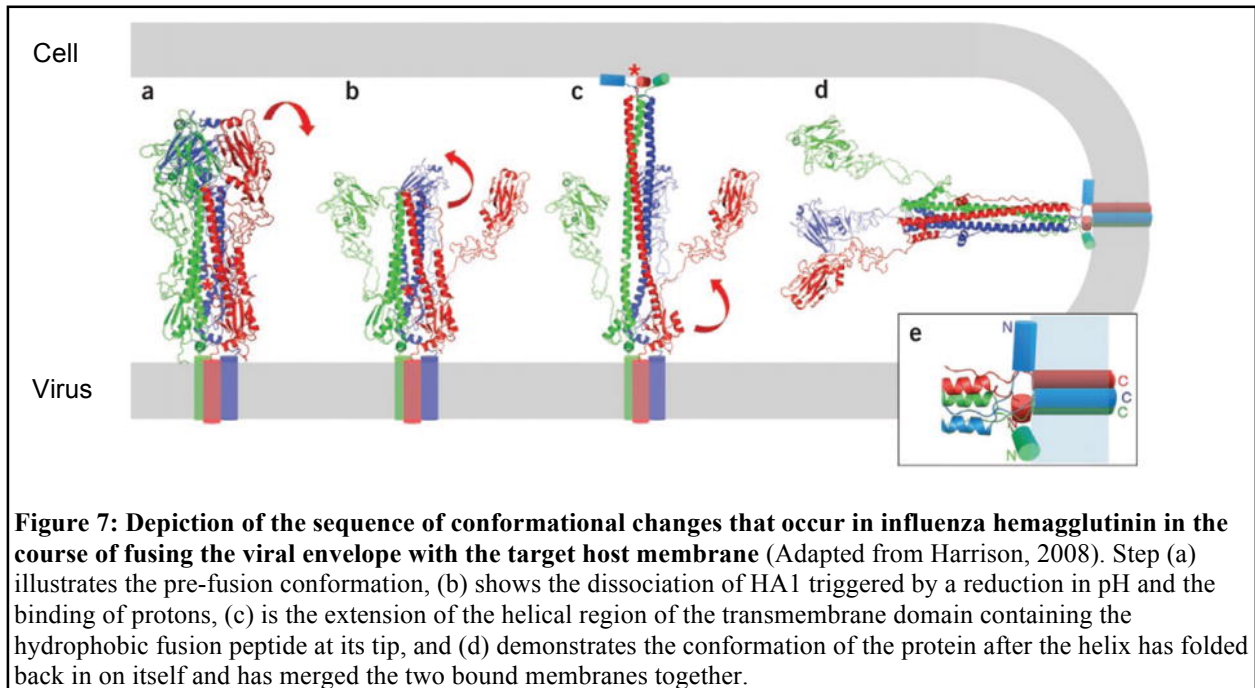 Cell
a
b
c
d
*
*
*
e
N
C
C
C
N
N
Virus
Figure 7: Depiction of the sequence of conformational changes that occur in influenza hemagglutinin in the
course of fusing the viral envelope with the target host membrane (Adapted from Harrison, 2008). Step (a)
illustrates the pre-fusion conformation, (b) shows the dissociation of HA1 triggered by a reduction in pH and the
binding of protons, (c) is the extension of the helical region of the transmembrane domain containing the
hydrophobic fusion peptide at its tip, and (d) demonstrates the conformation of the protein after the helix has folded
back in on itself and has merged the two bound membranes together.